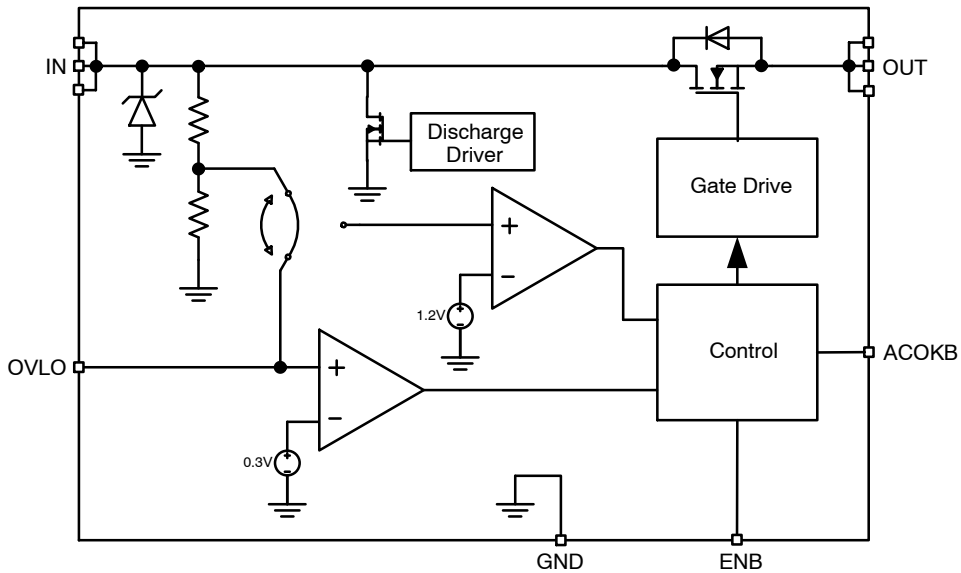 IN
OUT
Discharge
Driver
Gate Drive
+
−
1.2V
+
−
Control
OVLO
ACOKB
+
−
0.3V
+
−
GND
ENB